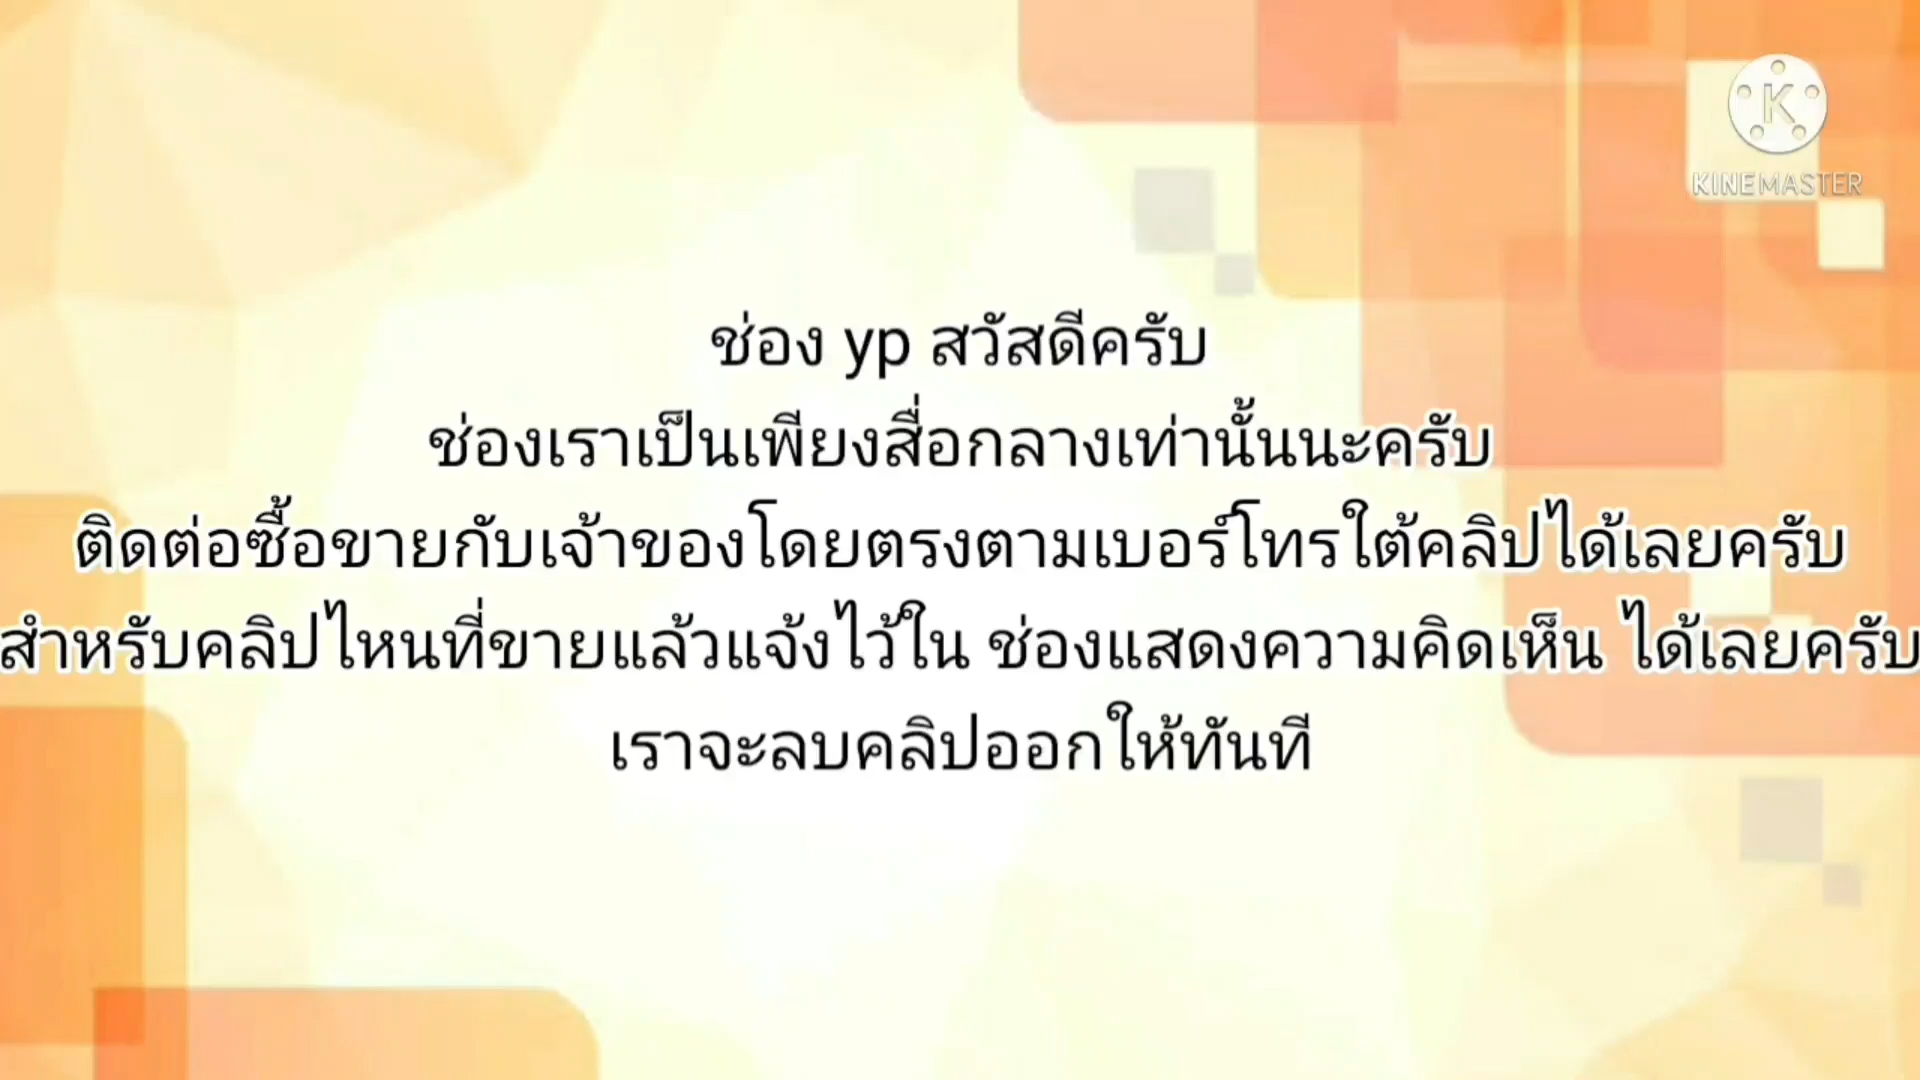 KINEMASTER
ช่อง yp สวัสดีครับ
ช่องเราเป็นเพียงสื่อกลางเท่านั้นนะครับ
ติดต่อซื้อขายกับเจ้าของโดยตรงตามเบอร์โทรใต้คลิปได้เลยครับ
สำหรับคลิปไหนที่ขายแล้วแจ้งไว้ใน ช่องแสดงความคิดเห็น ได้เลยครับ
เราจะลบคลิปออกให้ทันที